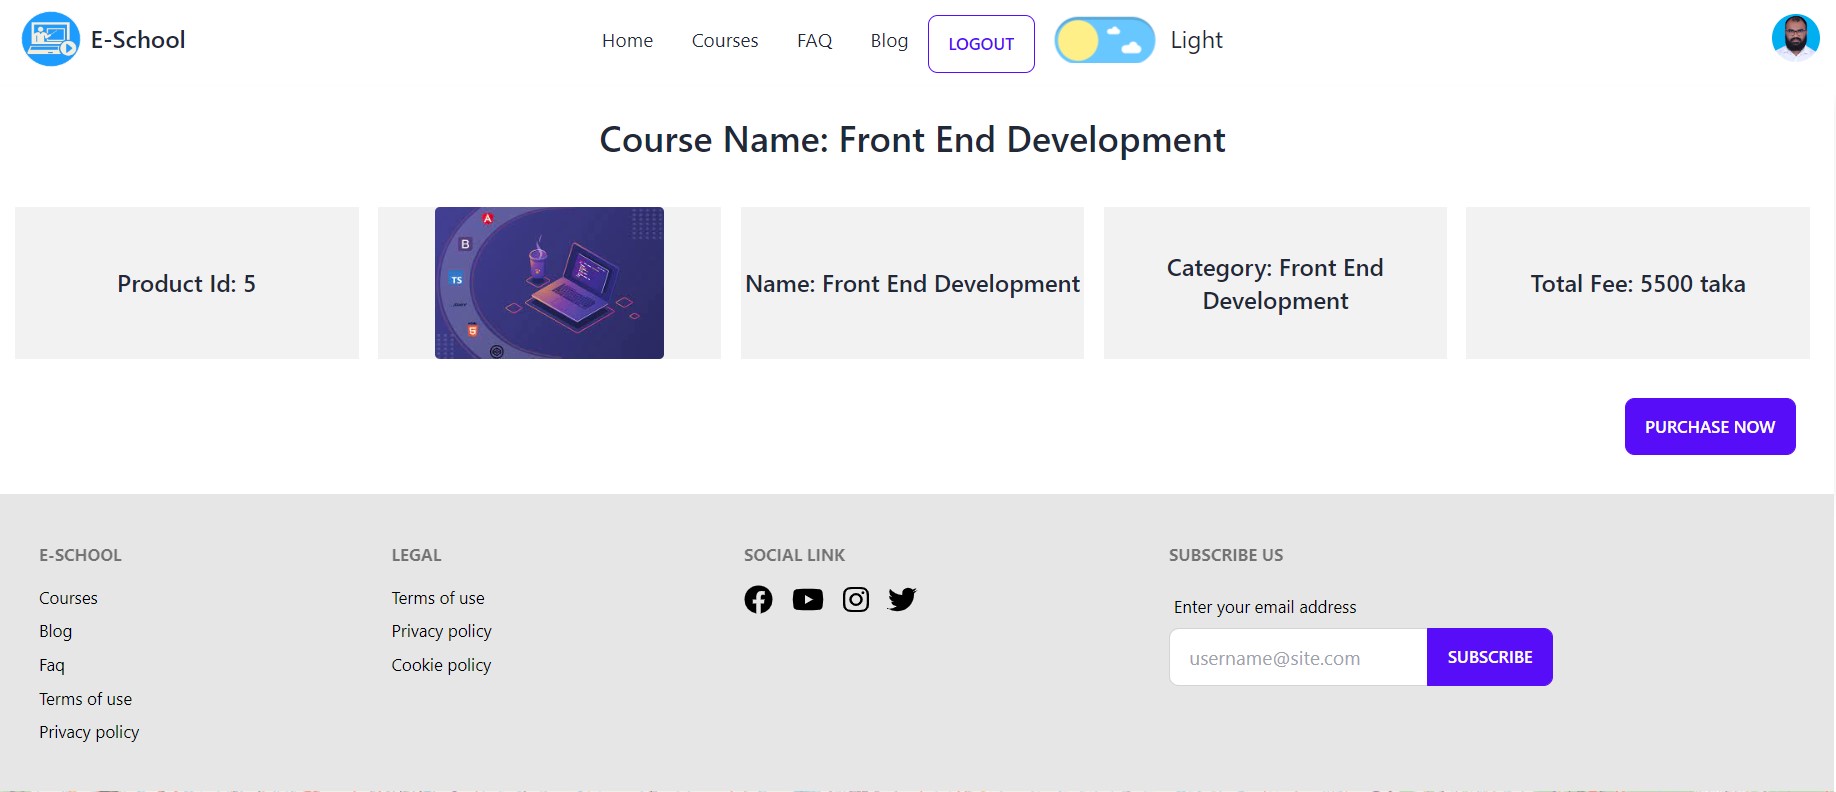 E-School
Home Courses FAQ Blog LOGOUT Light
Course Name: Front End Development
Product Id: 5
A
B
TS
5
Name: Front End Development
Category: Front End
Development
Total Fee: 5500 taka
PURCHASE NOW
E-SCHOOL
Courses
Blog
Faq
Terms of use
Privacy policy
LEGAL
Terms of use
Privacy policy
Cookie policy
SOCIAL LINK
SUBSCRIBE US
Enter your email address
username@site.com
SUBSCRIBE